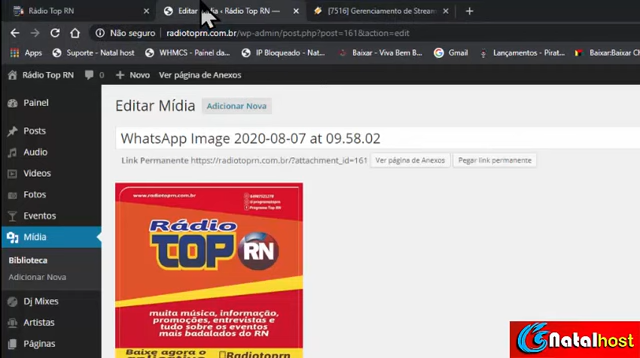 Rádio Top RN
Editar Mídia ‹ Rádio Top RN —
[7516] Gerenciamento de Stream
Não seguro
radiotoprn.com.br/wp-admin/post.php?post=161&action=edit
Apps
Suporte - Natal host
WHMCS - Painel da...
Baixar - Viva Bem B...
Google
Lançamentos - Pirat...
Baixar:Baixar CD
Rádio Top RN
0
+ Novo
Ver página de Anexos
Painel
Posts
Audio
Videos
Fotos
Eventos
Mídia
Biblioteca
Adicionar Nova
Dj Mixes
Artistas
Páginas
Editar Mídia
Adicionar Nova
WhatsApp Image 2020-08-07 at 09.58.02
Link Permanente https://radiotoprn.com.br/?attachment_id=161
Ver página de Anexos
Pegar link permanente
www.radiotoprn.com.br
Rádio
TOP RN
muita música, informação,
promoções, entrevistas e
tudo sobre os eventos
mais badalados do RN!
Baixe agora o
Radiotoprn
Natalhost